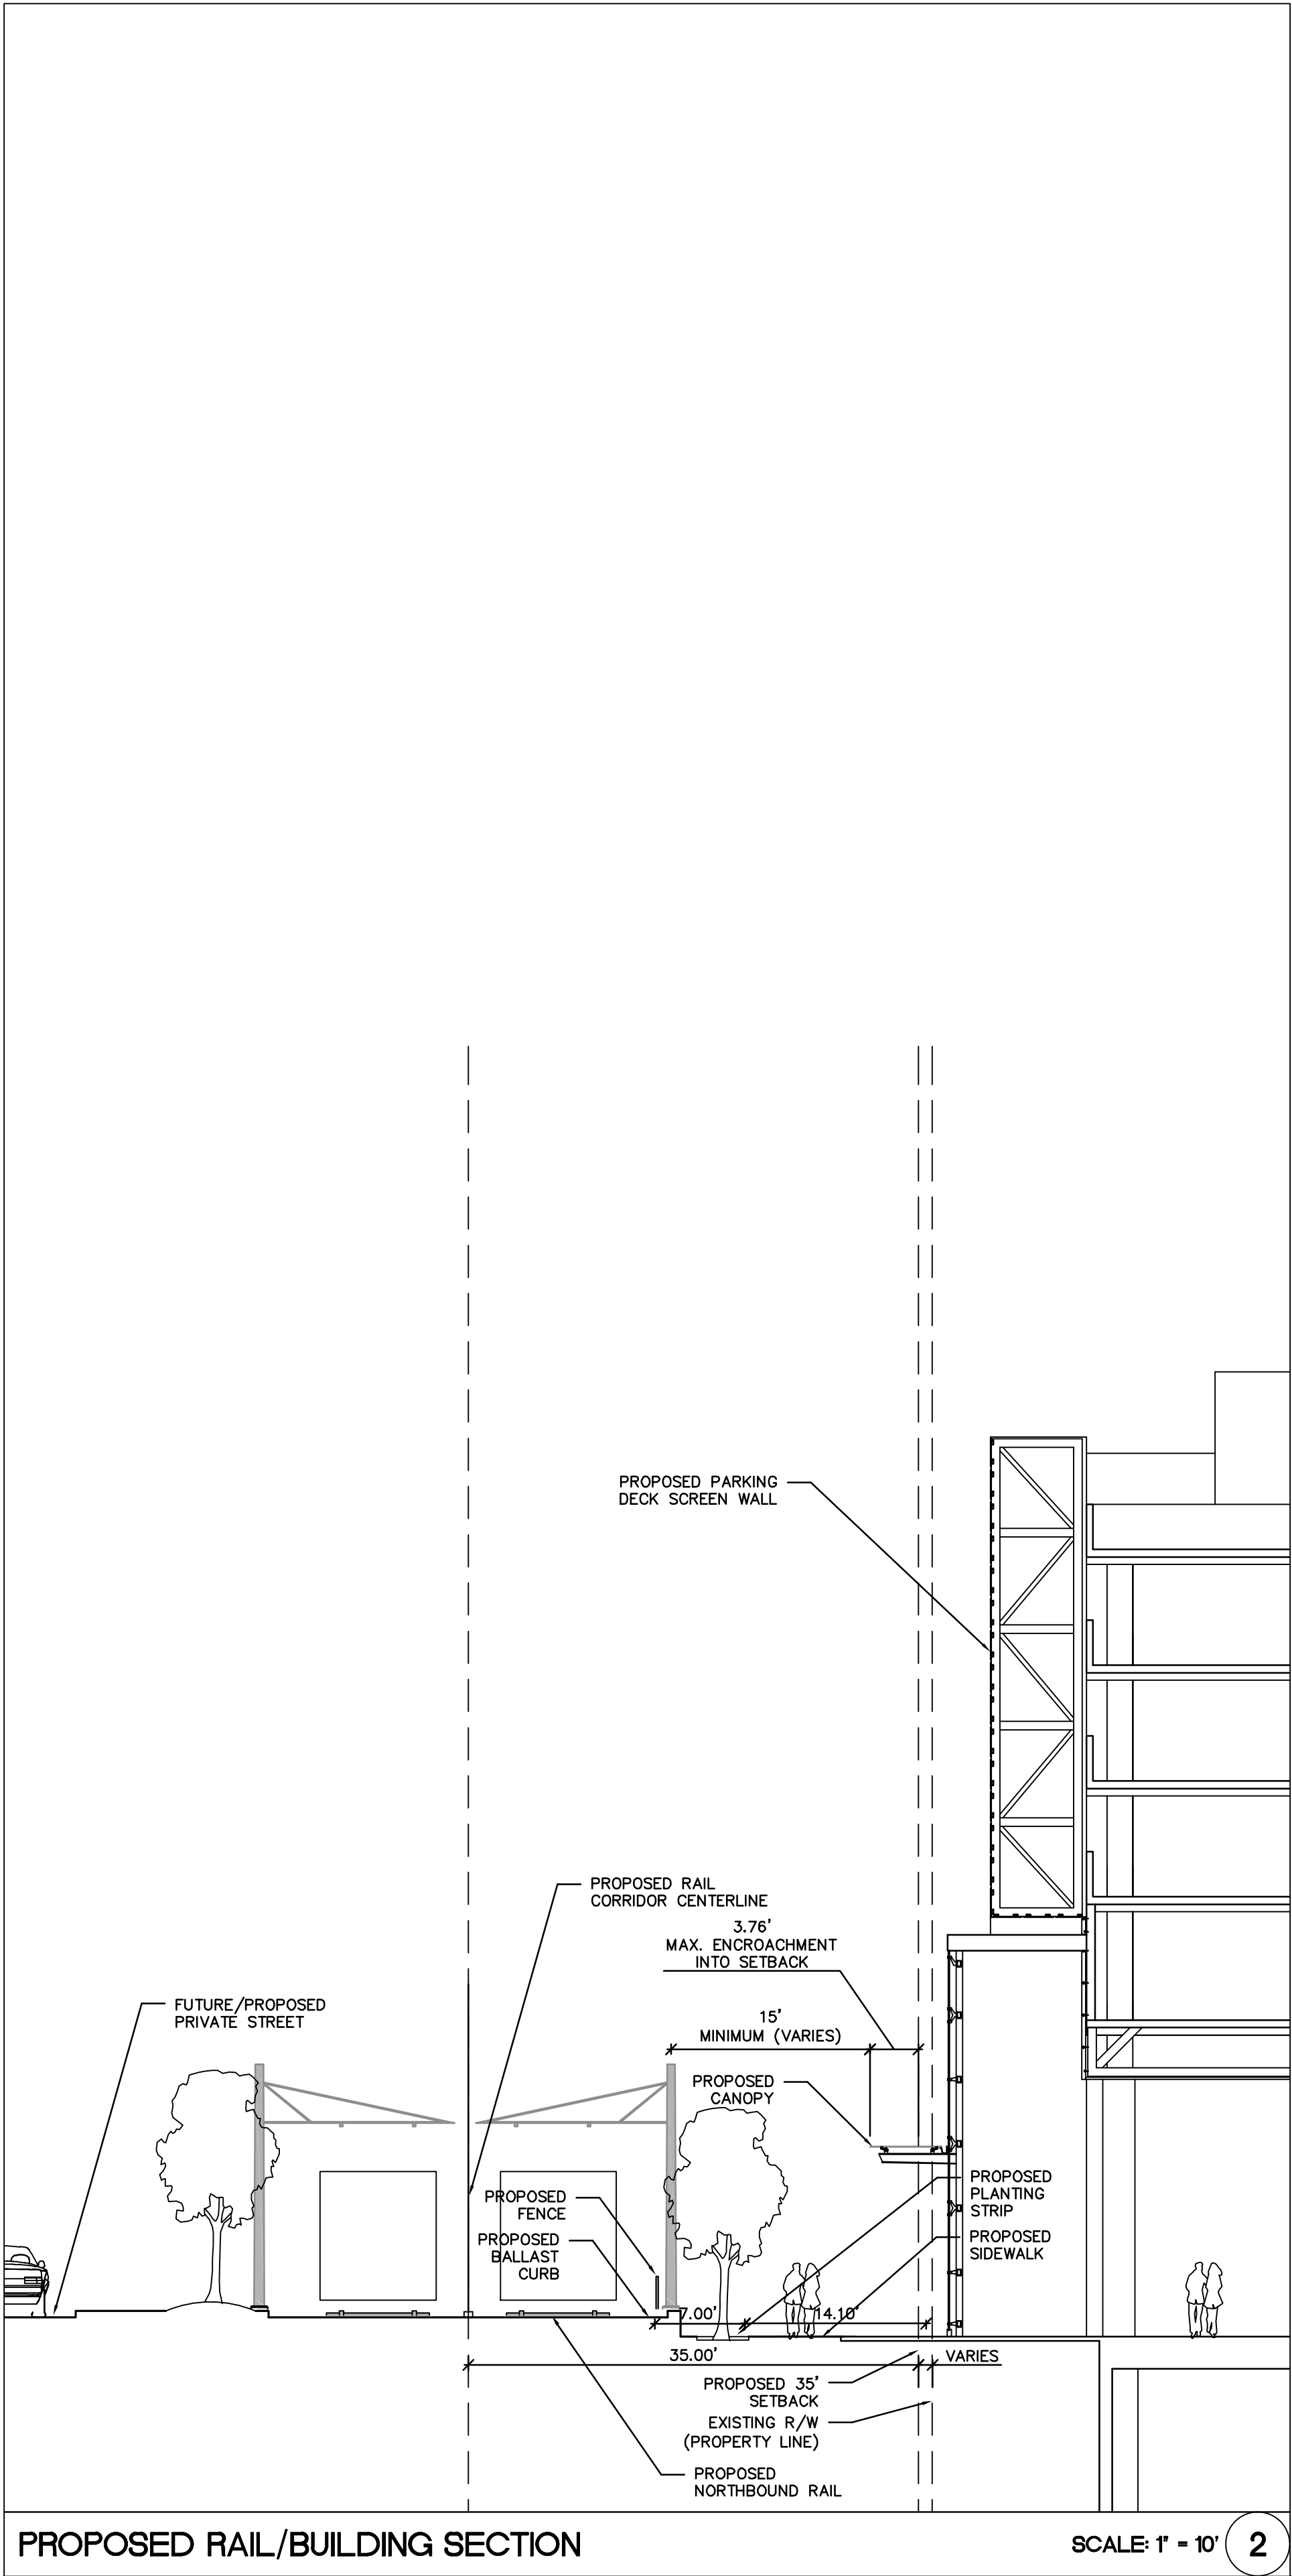 PROPOSED PARKING
DECK SCREEN WALL
PROPOSED RAIL
CORRIDOR CENTERLINE
3.76'
MAX. ENCROACHMENT
INTO SETBACK
FUTURE/PROPOSED
PRIVATE STREET
15'
MINIMUM (VARIES)
PROPOSED
CANOPY
PROPOSED
PLANTING
STRIP
PROPOSED
FENCE
PROPOSED
BALLAST
CURB
PROPOSED
SIDEWALK
7.00'
14.10'
35.00'
VARIES
PROPOSED 35'
SETBACK
EXISTING R/W
(PROPERTY LINE)
PROPOSED
NORTHBOUND RAIL
PROPOSED RAIL/BUILDING SECTION
SCALE: 1" = 10'
2